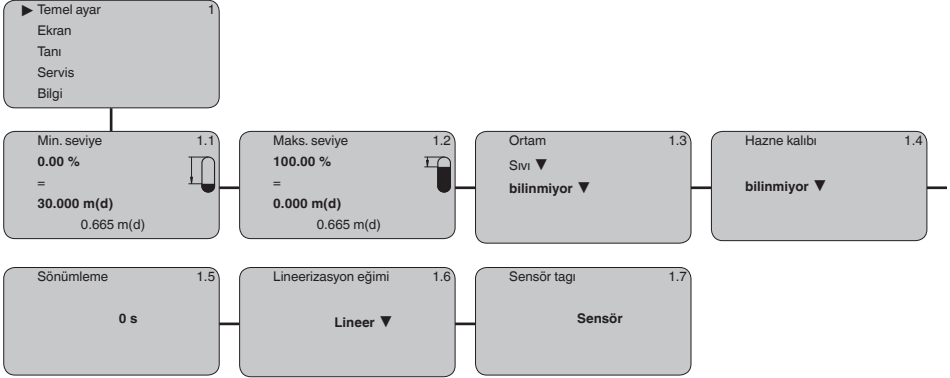 ▶ Temel ayar 1
Ekran
Tanı
Servis
Bilgi
Min. seviye 1.1
0.00 %
=
30.000 m(d)
0.665 m(d)
Maks. seviye 1.2
100.00 %
=
0.000 m(d)
0.665 m(d)
Ortam 1.3
Sıvı ▼
bilinmiyor ▼
Hazne kalıbı 1.4
bilinmiyor ▼
Sönümleme 1.5
0 s
Lineerizasyon eğimi 1.6
Lineer ▼
Sensör tagı 1.7
Sensör